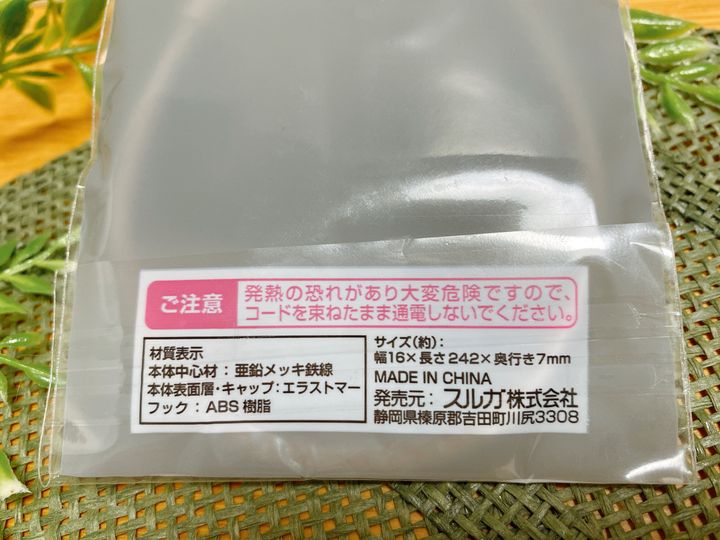 ご注意
発熱の恐れがあり大変危険ですので、
コードを束ねたまま通電しないでください。
材質表示
本体中心材：亜鉛メッキ鉄線
本体表面層・キャップ：エラストマー
フック：ABS樹脂
サイズ(約)：
幅16×長さ242×奥行き7mm
MADE IN CHINA
発売元：スルガ株式会社
静岡県榛原郡吉田町川尻3308